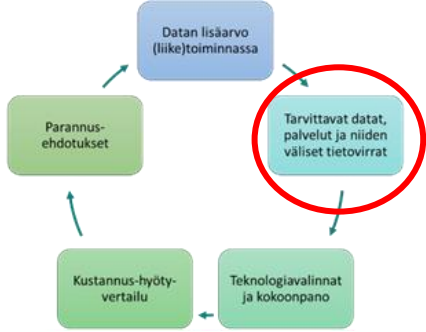 Datan lisäarvo
(liike)toiminnassa
Tarvittavat datat,
palvelut ja niiden
väliset tietovirrat
Teknologiavalinnat
ja kokoonpano
Kustannus-hyöty-
vertailu
Parannus-
ehdotukset